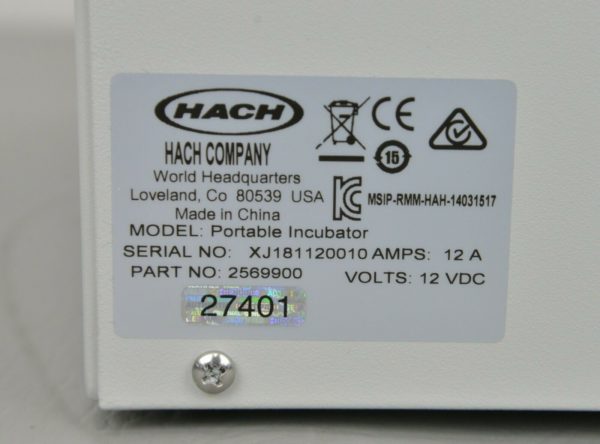 HACH
CE
15
HACH COMPANY
World Headquarters
Loveland, Co 80539 USA
Made in China
MSIP-RMM-HAH-14031517
MODEL: Portable Incubator
SERIAL NO: XJ181120010 AMPS: 12 A
PART NO: 2569900 VOLTS: 12 VDC
27401